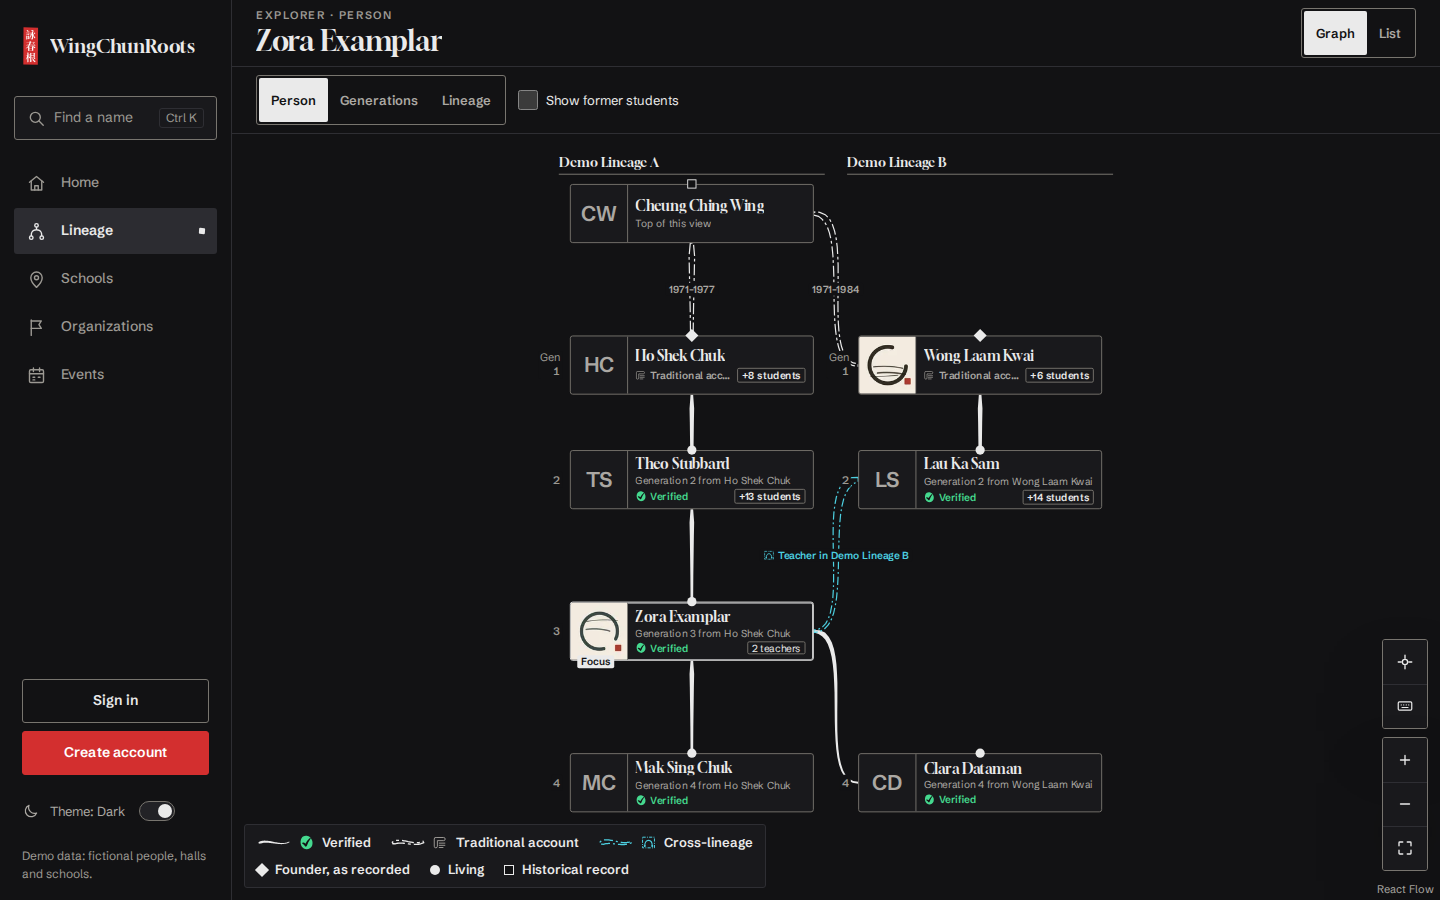 詠春根
WingChunRoots
Find a name
Ctrl K
Home
Lineage
Schools
Organizations
Events
Sign in
Create account
Theme: Dark
Demo data: fictional people, halls
and schools.
EXPLORER · PERSON
Zora Examplar
Graph
List
Person
Generations
Lineage
Show former students
Demo Lineage A
Demo Lineage B
CW
Cheung Ching Wing
Top of this view
1971-1977
1971-1984
Gen
1
HC
Ho Shek Chuk
Traditional acc...
+8 students
Gen
1
Wong Laam Kwai
Traditional acc...
+6 students
2
TS
Theo Stubbard
Generation 2 from Ho Shek Chuk
Verified
+13 students
2
LS
Lau Ka Sam
Generation 2 from Wong Laam Kwai
Verified
+14 students
Teacher in Demo Lineage B
3
Zora Examplar
Generation 3 from Ho Shek Chuk
Verified
2 teachers
Focus
4
MC
Mak Sing Chuk
Generation 4 from Ho Shek Chuk
Verified
4
CD
Clara Dataman
Generation 4 from Wong Laam Kwai
Verified
Verified
Traditional account
Cross-lineage
Founder, as recorded
Living
Historical record
React Flow